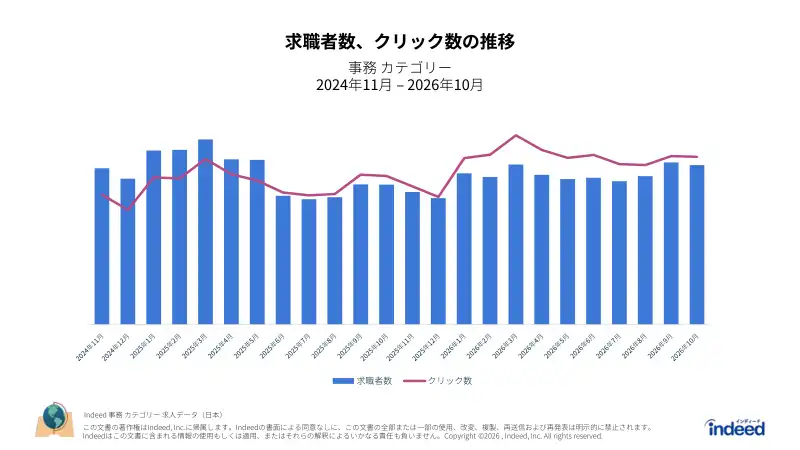 求職者数、クリック数の推移
事務 カテゴリー
2024年11月 – 2026年10月
2024年11月
2024年12月
2025年1月
2025年2月
2025年3月
2025年4月
2025年5月
2025年6月
2025年7月
2025年8月
2025年9月
2025年10月
2025年11月
2025年12月
2026年1月
2026年2月
2026年3月
2026年4月
2026年5月
2026年6月
2026年7月
2026年8月
2026年9月
2026年10月
求職者数 クリック数
Indeed 事務 カテゴリー 求人データ（日本）
この文書の著作権はIndeed, Inc.に帰属します。Indeedの書面による同意なしに、この文書の全部または一部の使用、改変、複製、再送信および再発表は明示的に禁止されます。
Indeedはこの文書に含まれる情報の使用もしくは適用、またはそれらの解釈によるいかなる責任も負いません。Copyright ©2026 , Indeed, Inc. All rights reserved.
インディード
indeed